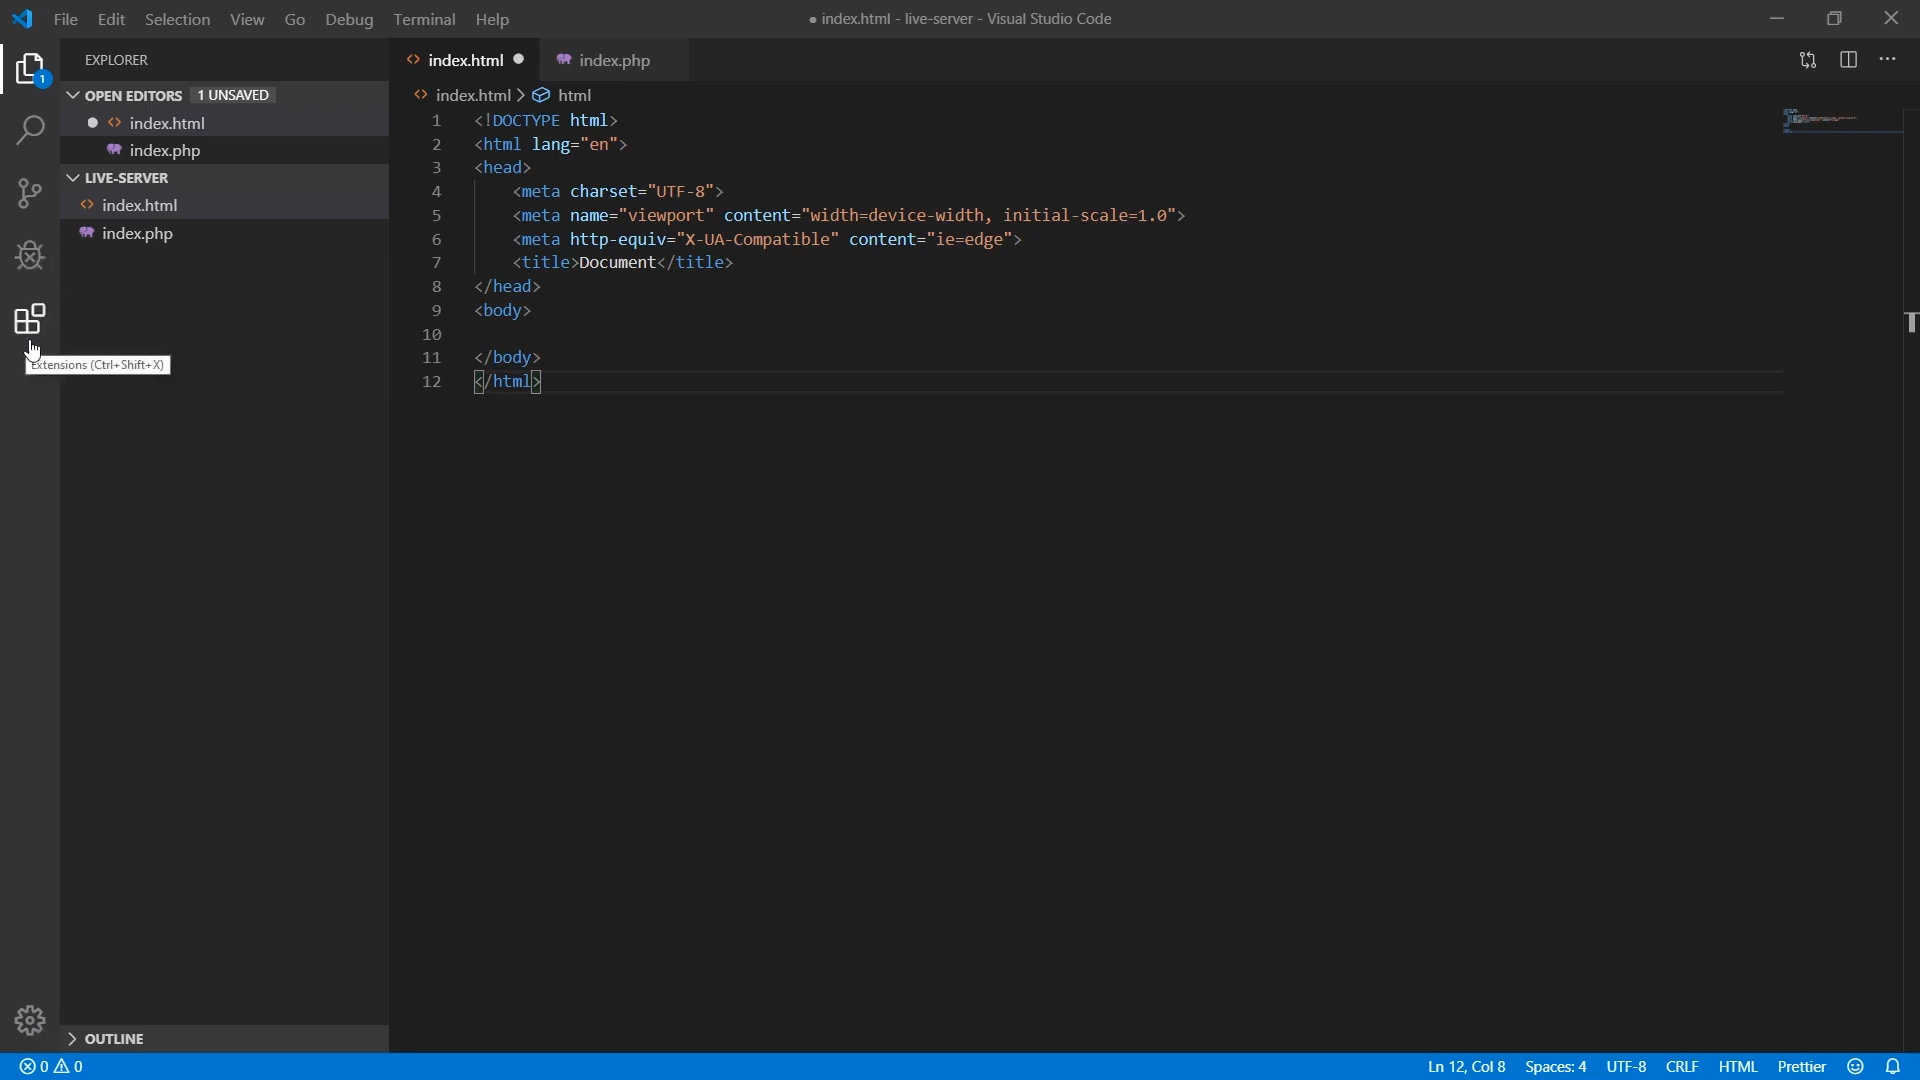 File Edit Selection View Go Debug Terminal Help
● index.html - live-server - Visual Studio Code
EXPLORER
1
OPEN EDITORS 1 UNSAVED
index.html
index.php
LIVE-SERVER
index.html
index.php
Extensions (Ctrl+Shift+X)
OUTLINE
index.html index.php
index.html > html
1 <!DOCTYPE html>
2 <html lang="en">
3 <head>
4 <meta charset="UTF-8">
5 <meta name="viewport" content="width=device-width, initial-scale=1.0">
6 <meta http-equiv="X-UA-Compatible" content="ie=edge">
7 <title>Document</title>
8 </head>
9 <body>
10
11 </body>
12 </html>
0 0 Ln 12, Col 8 Spaces: 4 UTF-8 CRLF HTML Prettier